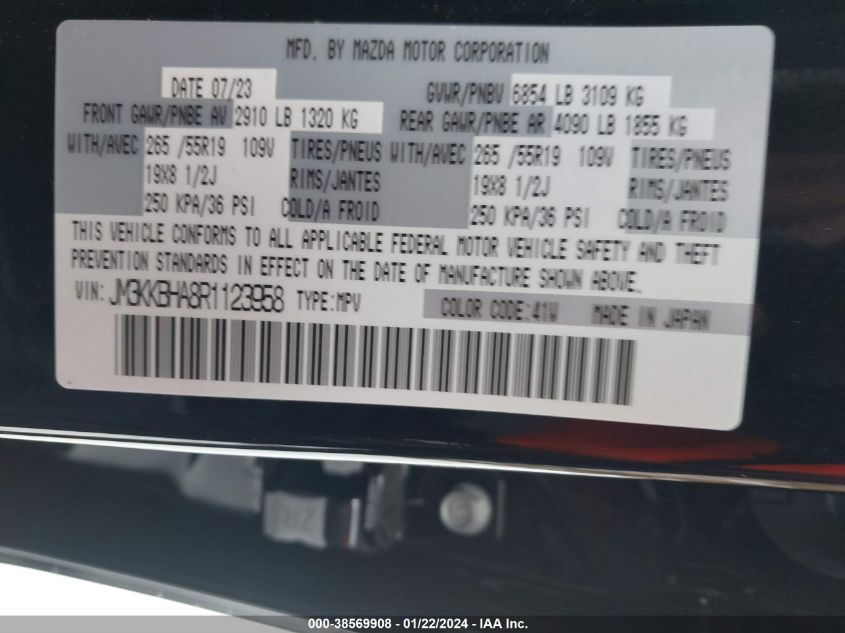 MFD. BY MAZDA MOTOR CORPORATION
DATE 07/23 GVWR/PNBV 6854 LB 3109 KG
FRONT GAWR/PNBE AV 2910 LB 1320 KG REAR GAWR/PNBE AR 4090 LB 1855 KG
WITH/AVEC 265 /55R19 109V TIRES/PNEUS WITH/AVEC 265 /55R19 109V TIRES/PNEUS
19X8 1/2J RIMS/JANTES 19X8 1/2J RIMS/JANTES
250 KPA/36 PSI COLD/A FROID 250 KPA/36 PSI COLD/A FROID
THIS VEHICLE CONFORMS TO ALL APPLICABLE FEDERAL MOTOR VEHICLE SAFETY AND THEFT
PREVENTION STANDARDS IN EFFECT ON THE DATE OF MANUFACTURE SHOWN ABOVE.
VIN: JM3KK3HA8R1123958 TYPE:MPV COLOR CODE:41W MADE IN JAPAN
000-38569908 - 01/22/2024 - IAA Inc.